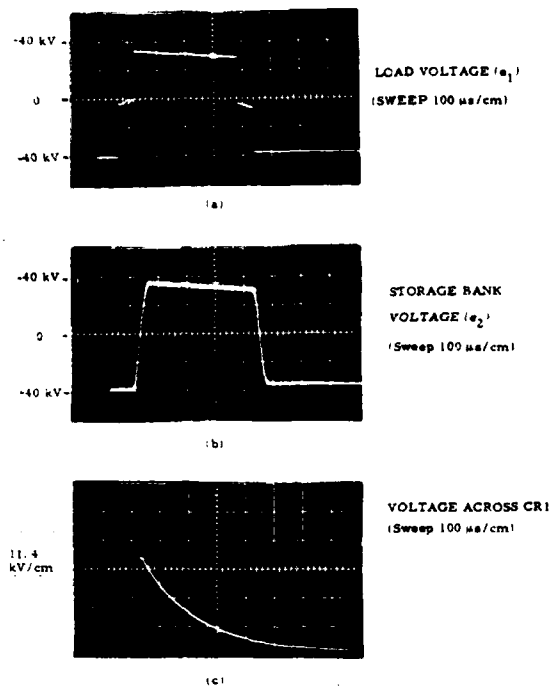 -40 kV
0
-40 kV
LOAD VOLTAGE (e1)
(SWEEP 100 µs/cm)
(a)
-40 kV
0
-40 kV
STORAGE BANK
VOLTAGE (e2)
(Sweep 100 µs/cm)
(b)
11.4
kV/cm
VOLTAGE ACROSS CR1
(Sweep 100 µs/cm)
(c)